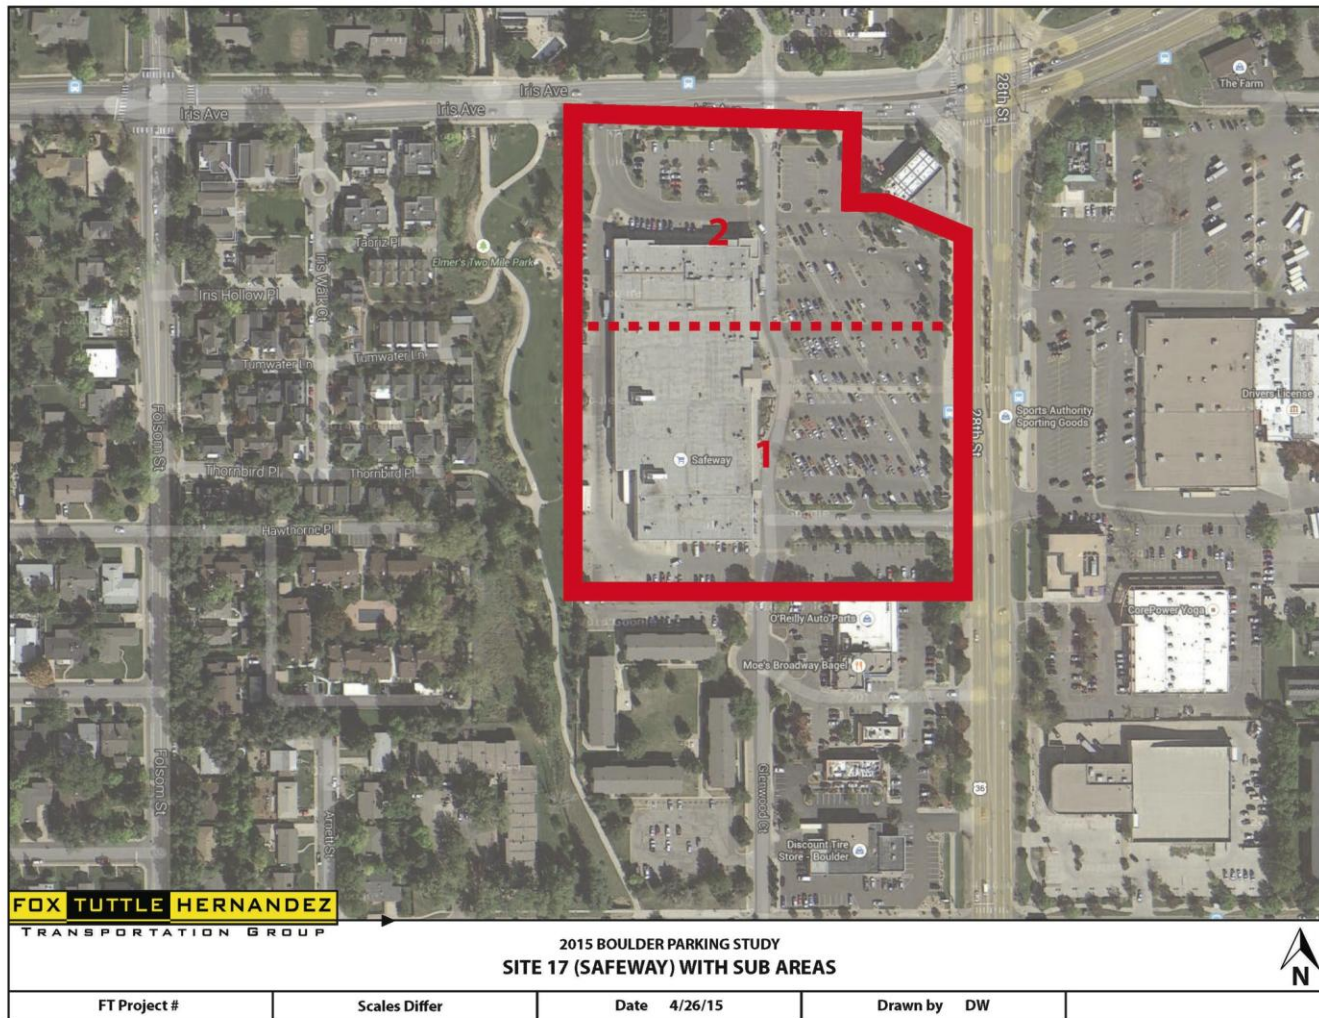 Iris Ave
28th St
The Farm
Iris Ave
Iris Ave
2
Tabriz Pl
Elmer's Two Mile Park
Iris Walk Ct
Iris Hollow Pl
Tumwater Ln
Tumwater Ln
Drivers License
Folsom St
28th St
Sports Authority
Sporting Goods
1
Safeway
Thornbird Pl
Thornbird Pl
Hawthorne Pl
CorePower Yoga
O'Reilly Auto Parts
Moe's Broadway Bagel
Folsom St
Glenwood Ct
36
Arnett St
Discount Tire
Store - Boulder
FOX TUTTLE HERNANDEZ
TRANSPORTATION GROUP
2015 BOULDER PARKING STUDY
SITE 17 (SAFEWAY) WITH SUB AREAS
N
FT Project #
Scales Differ
Date 4/26/15
Drawn by DW